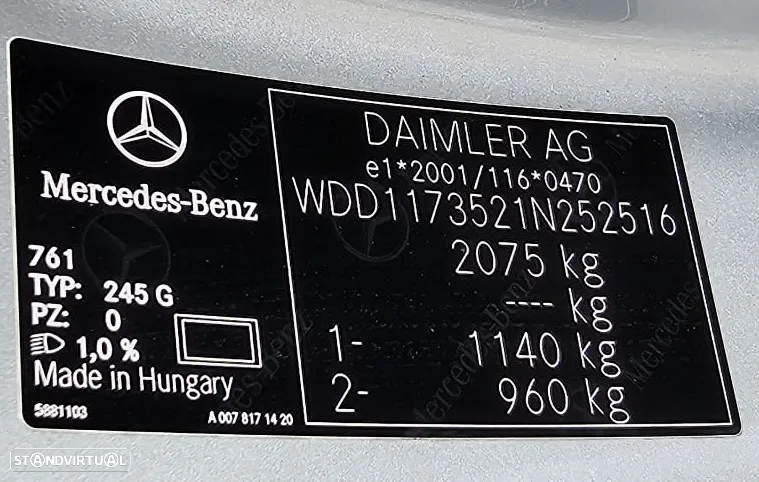 Mercedes-Benz
761
TYP: 245 G
PZ: 0
1,0 %
Made in Hungary
5881103
A 007 817 14 20
DAIMLER AG
e1*2001/116*0470
WDD1173521N252516
2075 kg
---- kg
1- 1140 kg
2- 960 kg
STANDVIRTUAL